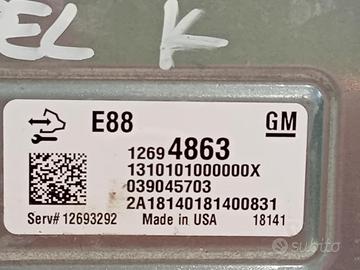 EL K
E88 GM
12694863
1310101000000X
039045703
2A18140181400831
Serv# 12693292 Made in USA 18141
subito